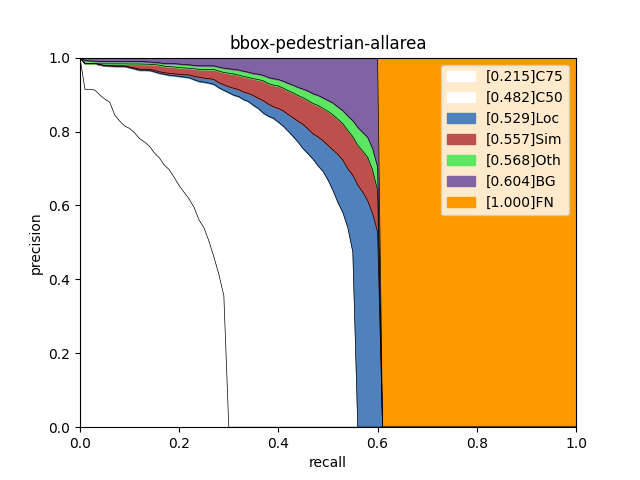 bbox-pedestrian-allarea
1.0
0.8
0.6
0.4
0.2
0.0
precision
[0.215]C75
[0.482]C50
[0.529]Loc
[0.557]Sim
[0.568]Oth
[0.604]BG
[1.000]FN
0.0 0.2 0.4 0.6 0.8 1.0
recall